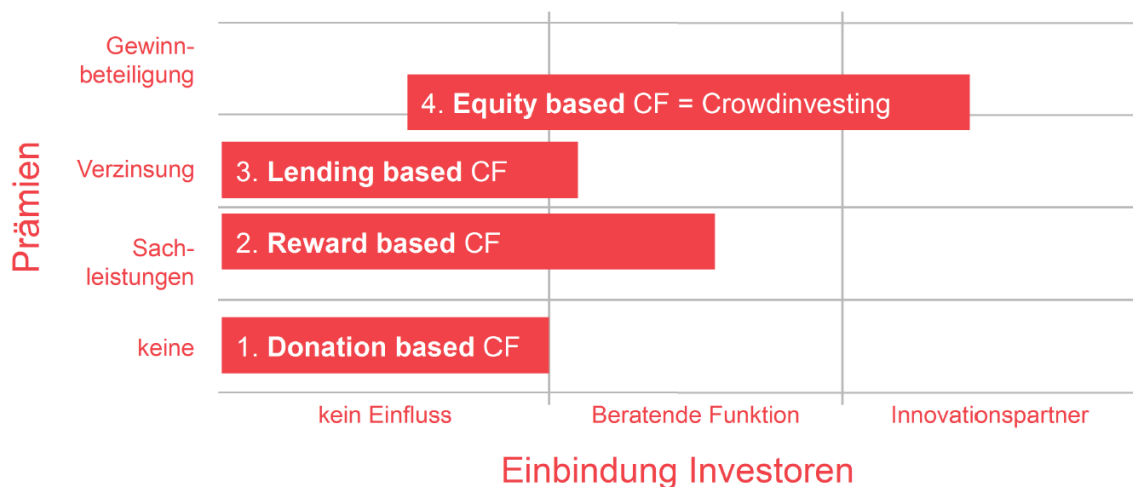 Prämien
Gewinn-
beteiligung
4. Equity based CF = Crowdinvesting
Verzinsung
3. Lending based CF
2. Reward based CF
Sach-
leistungen
keine
1. Donation based CF
kein Einfluss
Beratende Funktion
Innovationspartner
Einbindung Investoren